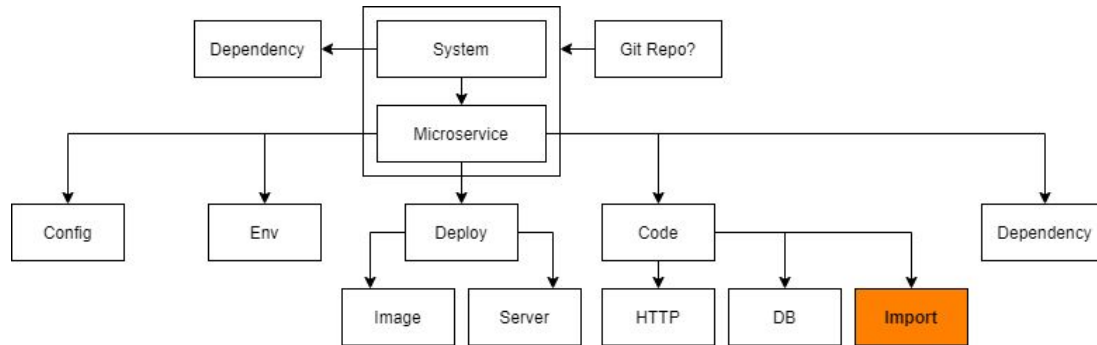 Dependency
System
Git Repo?
Microservice
Config
Env
Deploy
Code
Dependency
Image
Server
HTTP
DB
Import